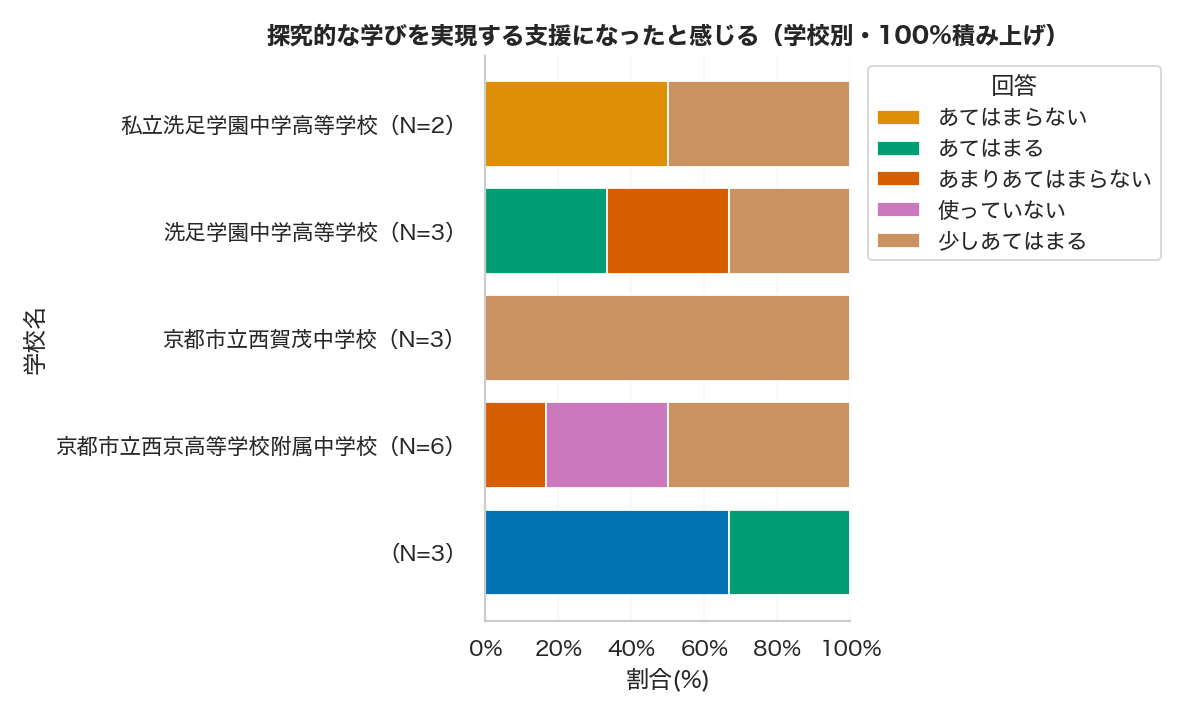 探究的な学びを実現する支援になったと感じる（学校別・100%積み上げ）
回答
あてはまらない
あてはまる
あまりあてはまらない
使っていない
少しあてはまる
学校名
私立洗足学園中学高等学校（N=2）
洗足学園中学高等学校（N=3）
京都市立西賀茂中学校（N=3）
京都市立西京高等学校附属中学校（N=6）
（N=3）
0% 20% 40% 60% 80% 100%
割合(%)